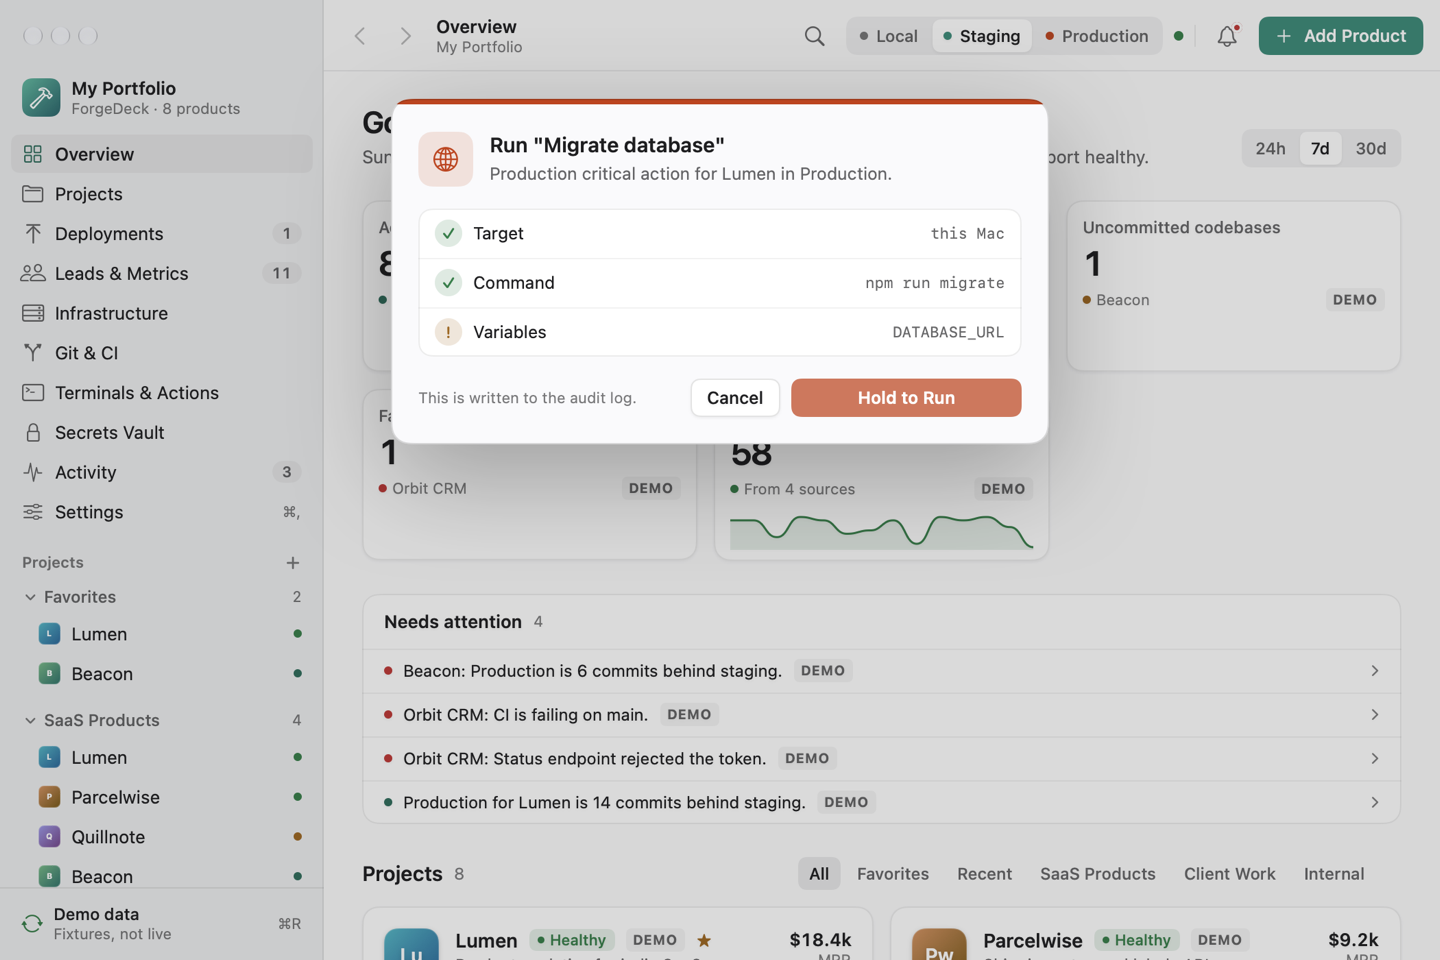 My Portfolio
ForgeDeck · 8 products
Overview
Projects
Deployments 1
Leads & Metrics 11
Infrastructure
Git & CI
Terminals & Actions
Secrets Vault
Activity 3
Settings ⌘,
Projects +
Favorites 2
L Lumen
B Beacon
SaaS Products 4
L Lumen
P Parcelwise
Q Quillnote
B Beacon
Demo data ⌘R
Fixtures, not live
Overview
My Portfolio
Local Staging Production
+ Add Product
24h 7d 30d
port healthy.
Run "Migrate database"
Production critical action for Lumen in Production.
Target this Mac
Command npm run migrate
! Variables DATABASE_URL
This is written to the audit log. Cancel Hold to Run
Uncommitted codebases
1
Beacon DEMO
1
Orbit CRM DEMO
58
From 4 sources DEMO
Needs attention 4
Beacon: Production is 6 commits behind staging. DEMO
Orbit CRM: CI is failing on main. DEMO
Orbit CRM: Status endpoint rejected the token. DEMO
Production for Lumen is 14 commits behind staging. DEMO
Projects 8
All Favorites Recent SaaS Products Client Work Internal
Lu Lumen Healthy DEMO ★ $18.4k
MRR
Pw Parcelwise Healthy DEMO $9.2k
MRR